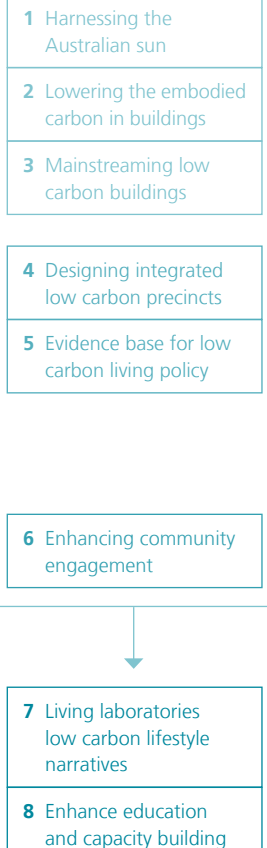 1 Harnessing the
Australian sun
2 Lowering the embodied
carbon in buildings
3 Mainstreaming low
carbon buildings
4 Designing integrated
low carbon precincts
5 Evidence base for low
carbon living policy
6 Enhancing community
engagement
7 Living laboratories
low carbon lifestyle
narratives
8 Enhance education
and capacity building